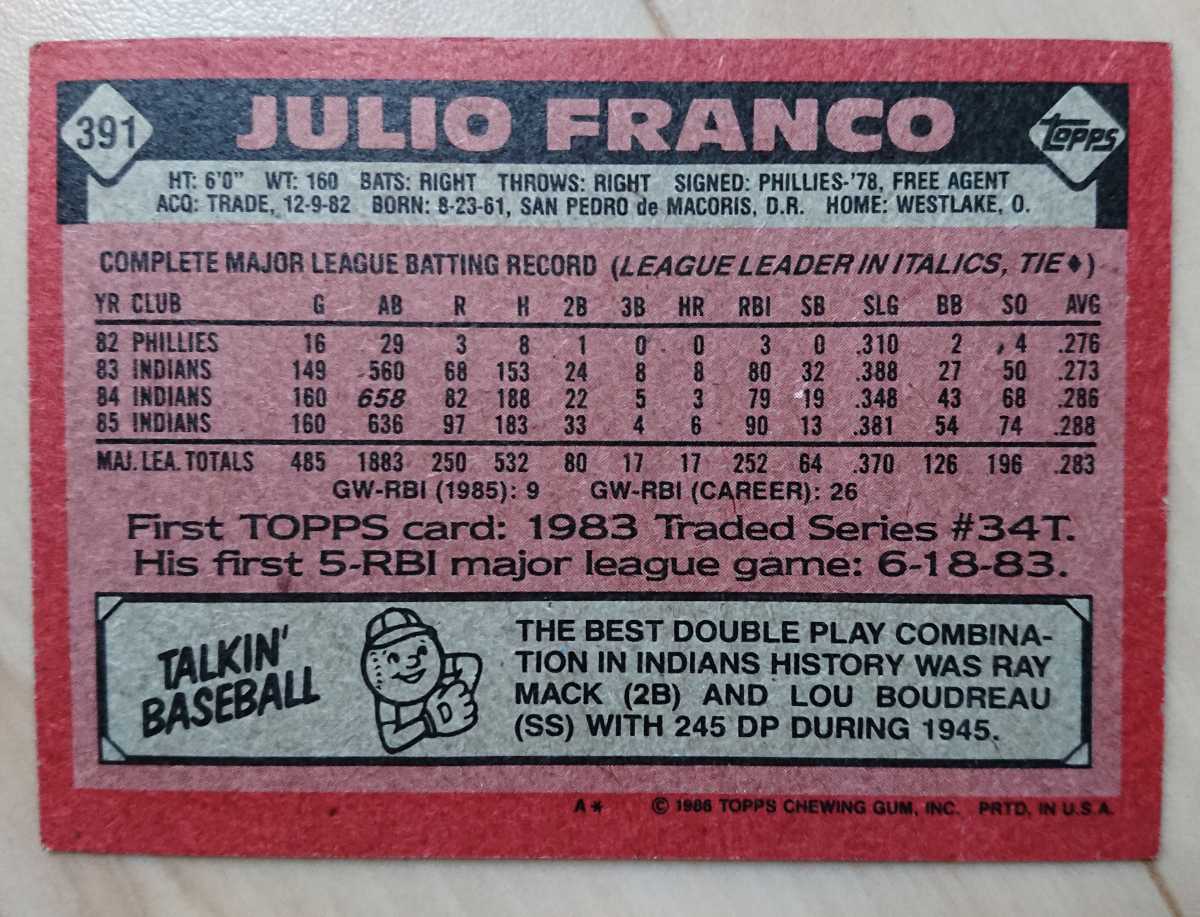 391 JULIO FRANCO TOPPS
HT: 6'0" WT: 160 BATS: RIGHT THROWS: RIGHT SIGNED: PHILLIES-'78, FREE AGENT
ACQ: TRADE, 12-9-82 BORN: 8-23-61, SAN PEDRO de MACORIS, D.R. HOME: WESTLAKE, O.
COMPLETE MAJOR LEAGUE BATTING RECORD (LEAGUE LEADER IN ITALICS, TIE♦)
YR CLUB G AB R H 2B 3B HR RBI SB SLG BB SO AVG
82 PHILLIES 16 29 3 8 1 0 0 3 0 .310 2 4 .276
83 INDIANS 149 560 68 153 24 8 8 80 32 .388 27 50 .273
84 INDIANS 160 658 82 188 22 5 3 79 19 .348 43 68 .286
85 INDIANS 160 636 97 183 33 4 6 90 13 .381 54 74 .288
MAJ. LEA. TOTALS 485 1883 250 532 80 17 17 252 64 .370 126 196 .283
GW-RBI (1985): 9 GW-RBI (CAREER): 26
First TOPPS card: 1983 Traded Series #34T.
His first 5-RBI major league game: 6-18-83.
TALKIN'
BASEBALL
THE BEST DOUBLE PLAY COMBINA-
TION IN INDIANS HISTORY WAS RAY
MACK (2B) AND LOU BOUDREAU
(SS) WITH 245 DP DURING 1945.
A* © 1986 TOPPS CHEWING GUM, INC. PRTD. IN U.S.A.